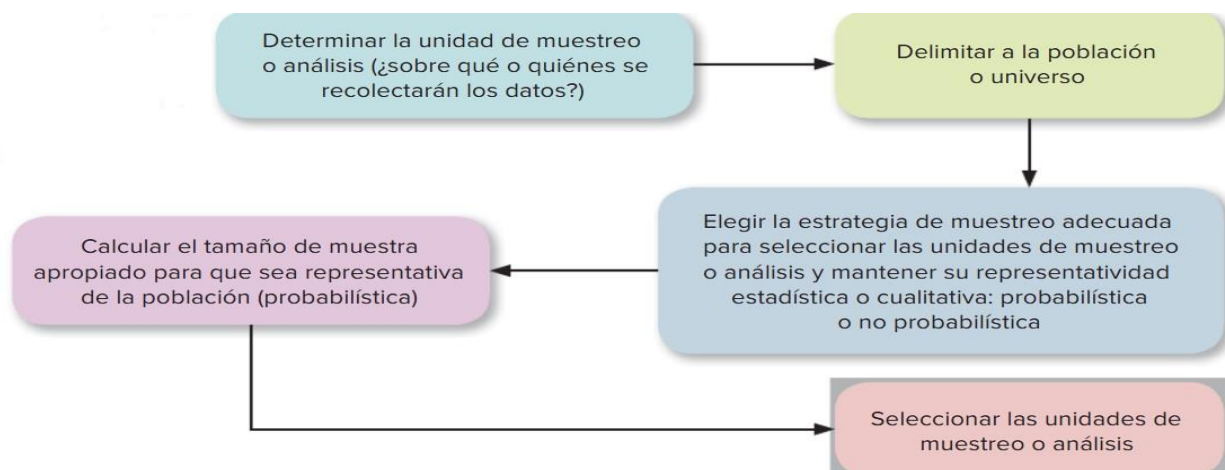 Determinar la unidad de muestreo
o análisis (¿sobre qué o quiénes se
recolectarán los datos?)
Delimitar a la población
o universo
Elegir la estrategia de muestreo adecuada
para seleccionar las unidades de muestreo
o análisis y mantener su representatividad
estadística o cualitativa: probabilística
o no probabilística
Calcular el tamaño de muestra
apropiado para que sea representativa
de la población (probabilística)
Seleccionar las unidades de
muestreo o análisis